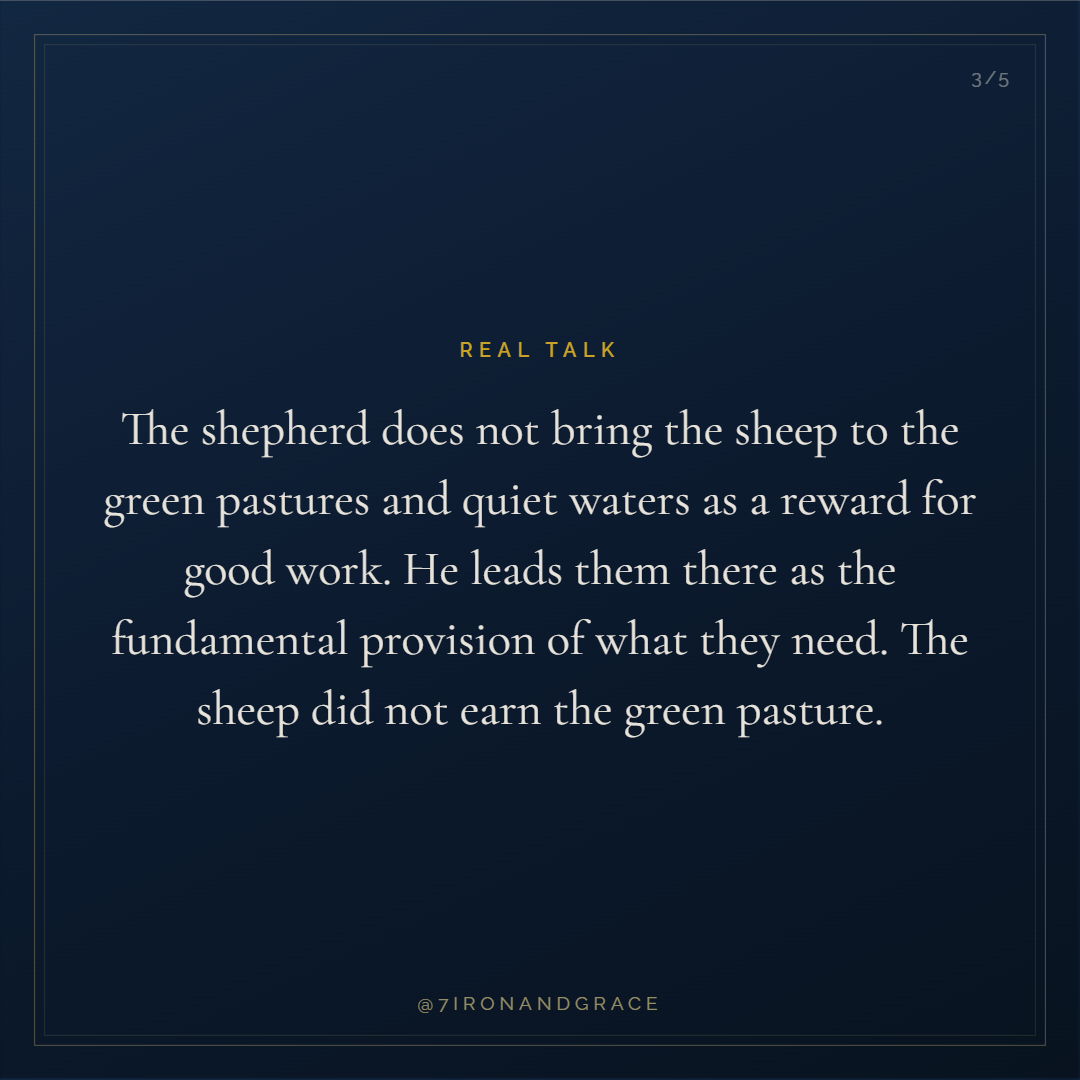 3/5
REAL TALK
The shepherd does not bring the sheep to the
green pastures and quiet waters as a reward for
good work. He leads them there as the
fundamental provision of what they need. The
sheep did not earn the green pasture.
@7IRONANDGRACE